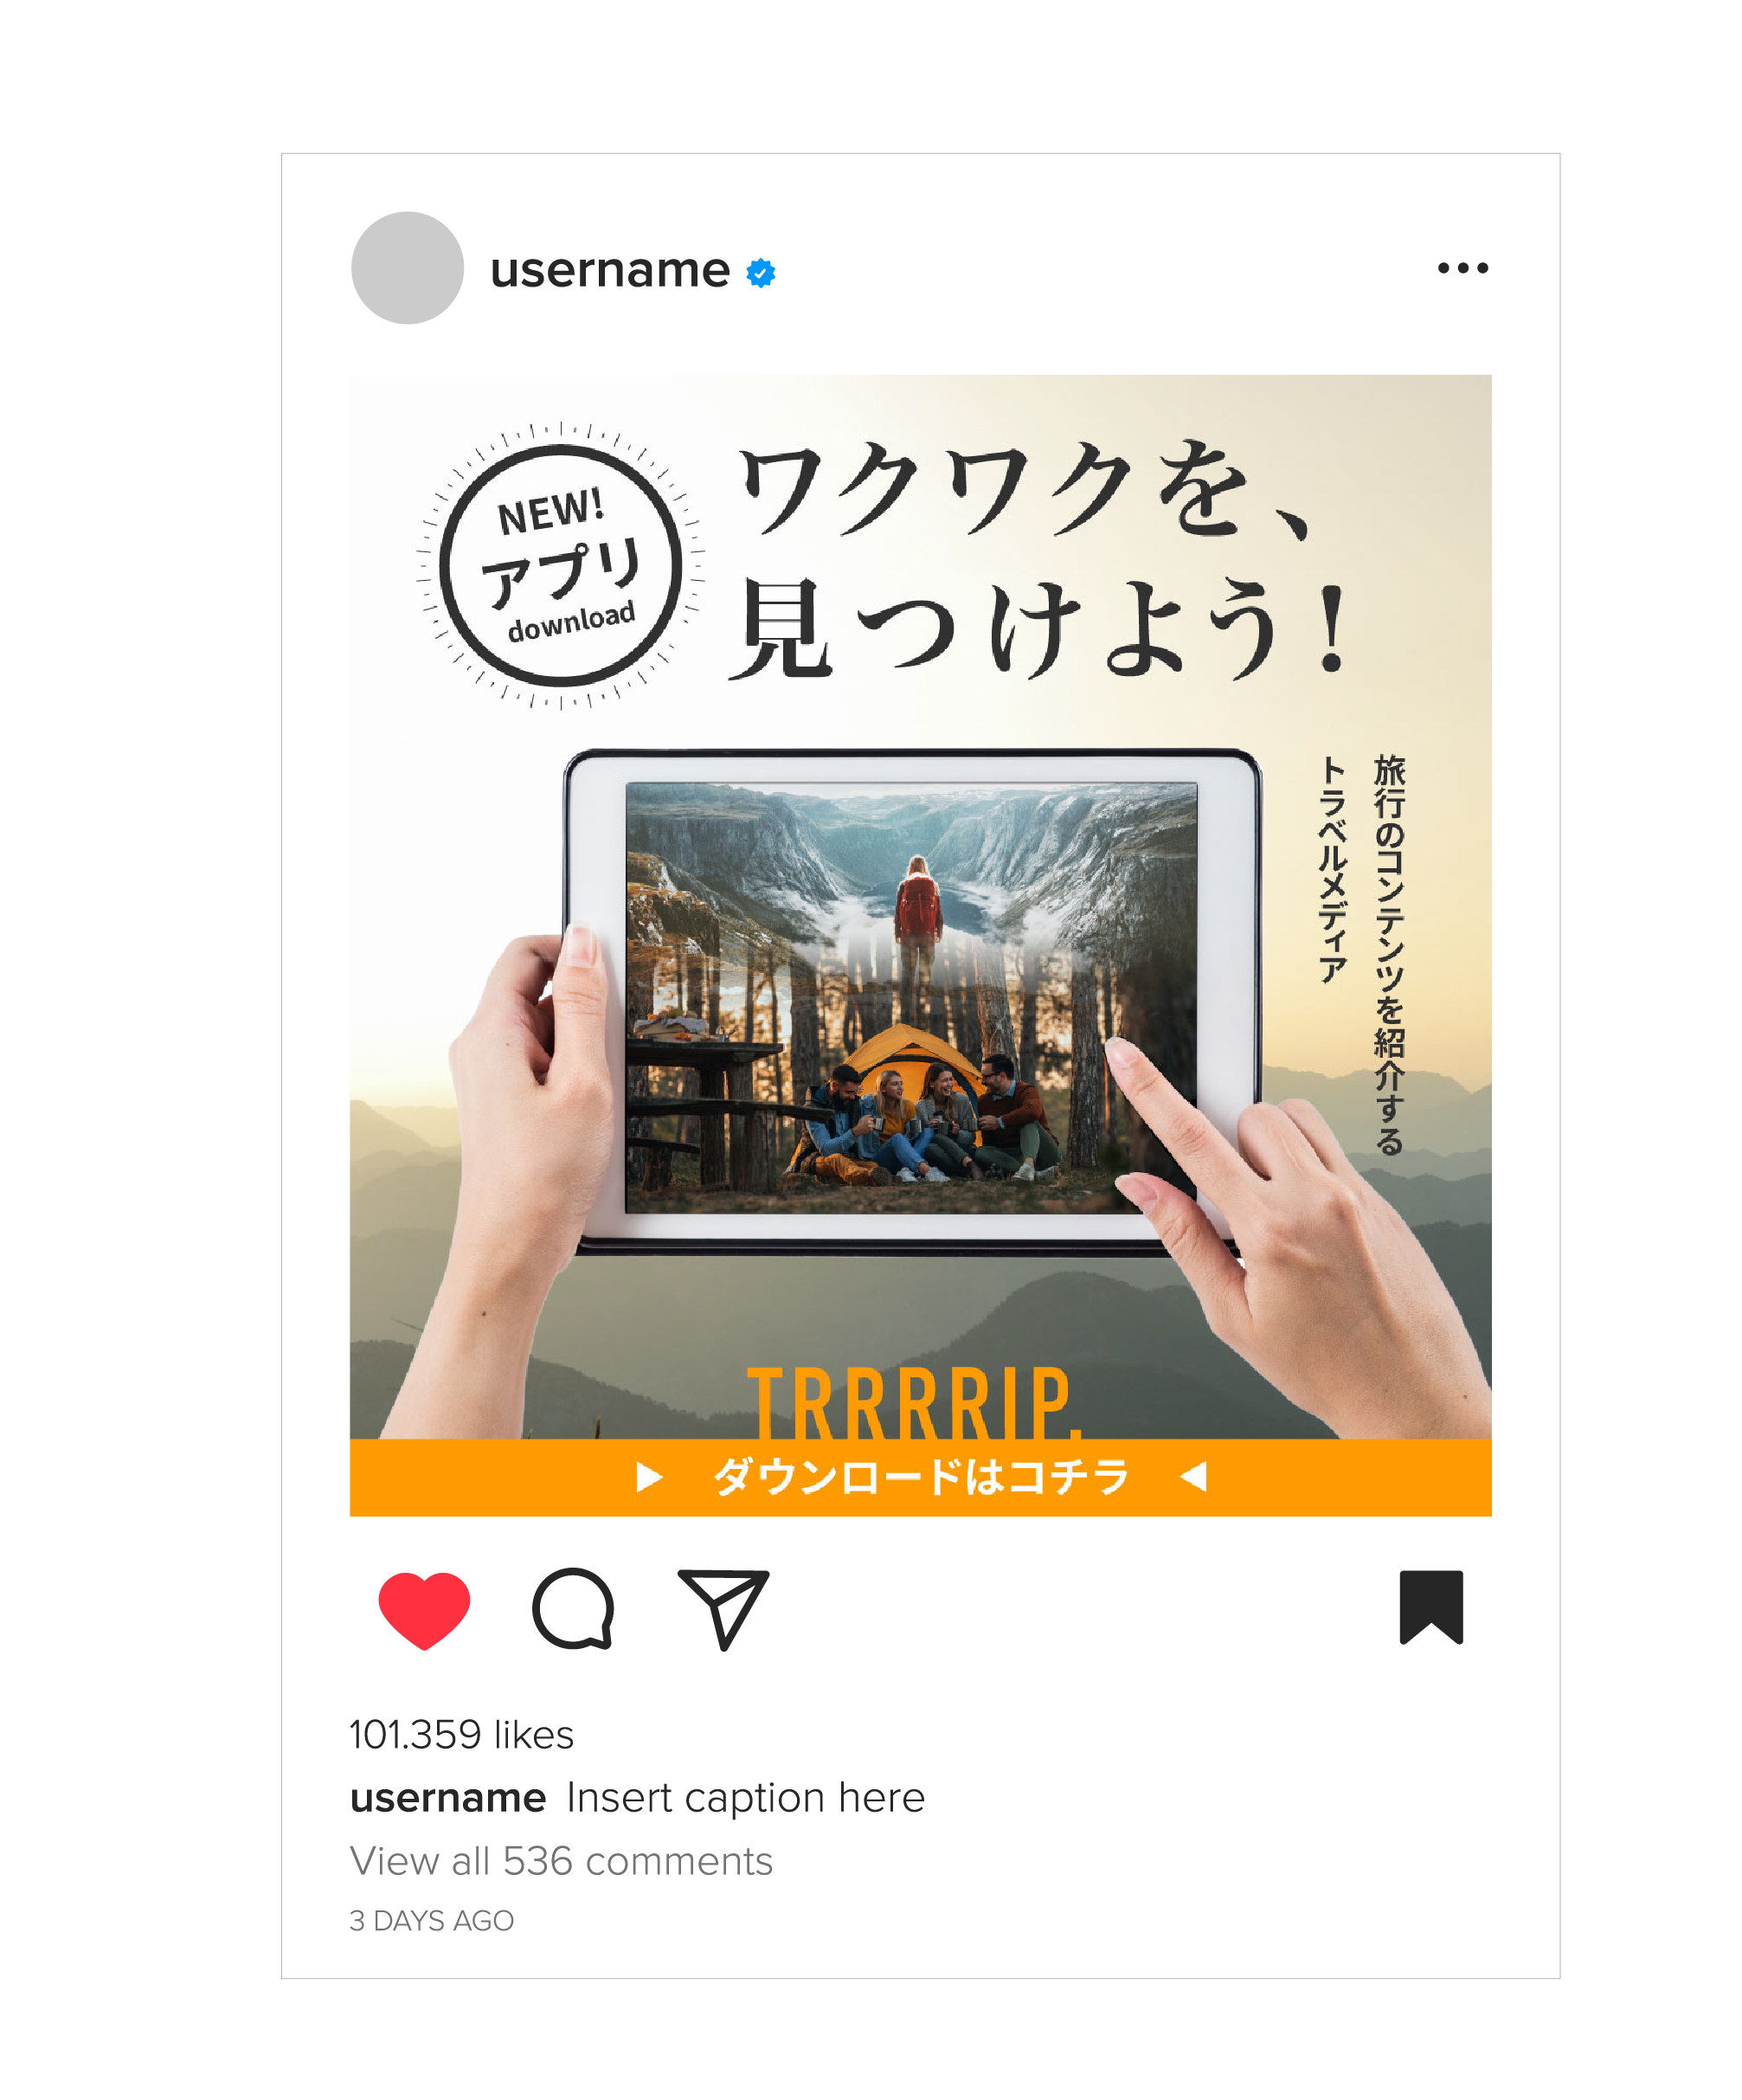 username
NEW!
アプリ
download
ワクワクを、
見つけよう!
旅行のコンテンツを紹介する
トラベルメディア
TRRRRIP.
▶ ダウンロードはコチラ ◀
101.359 likes
username Insert caption here
View all 536 comments
3 DAYS AGO